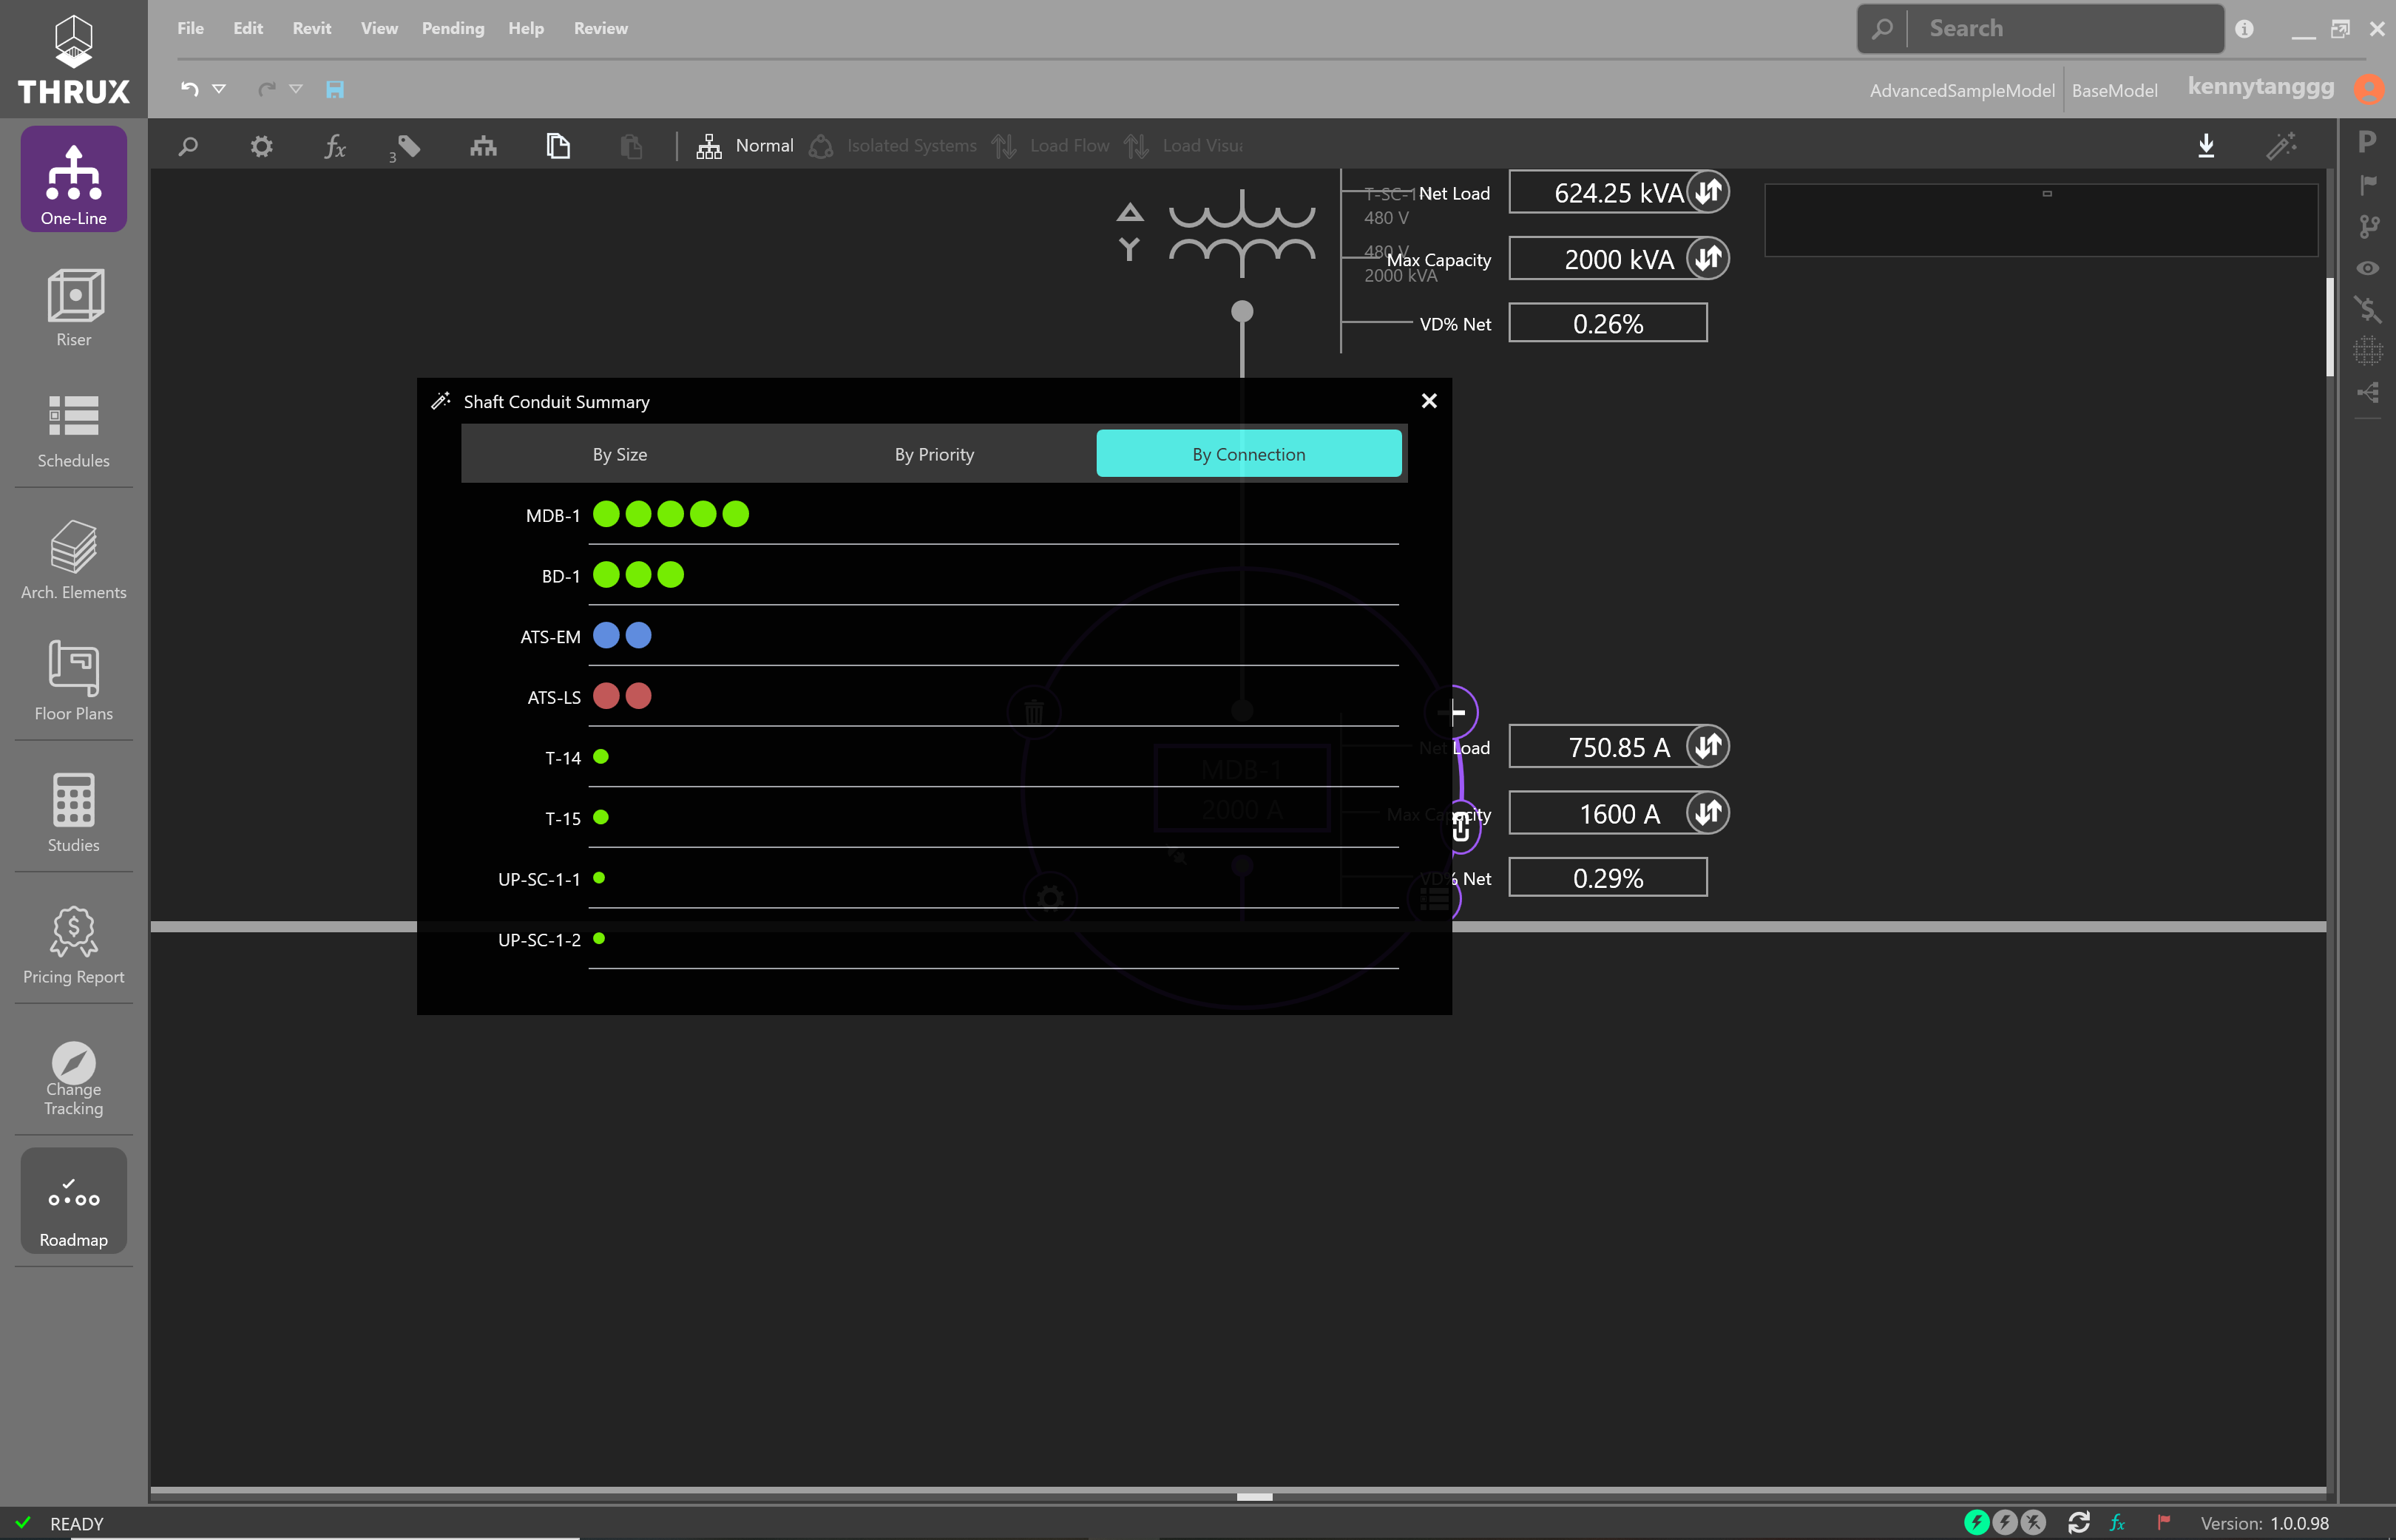 THRUX
File Edit Revit View Pending Help Review
Search
AdvancedSampleModel BaseModel kennytanggg
3
Normal Isolated Systems Load Flow Load Visu
One-Line
Riser
Schedules
Arch. Elements
Floor Plans
Studies
Pricing Report
Change
Tracking
Roadmap
T-SC-1
480 V
480 V
2000 kVA
Net Load 624.25 kVA
Max Capacity 2000 kVA
VD% Net 0.26%
Shaft Conduit Summary
By Size By Priority By Connection
MDB-1
BD-1
ATS-EM
ATS-LS
T-14
T-15
UP-SC-1-1
UP-SC-1-2
MDB-1
2000 A
Net Load 750.85 A
Max Capacity 1600 A
VD% Net 0.29%
P
READY
fx
Version: 1.0.0.98